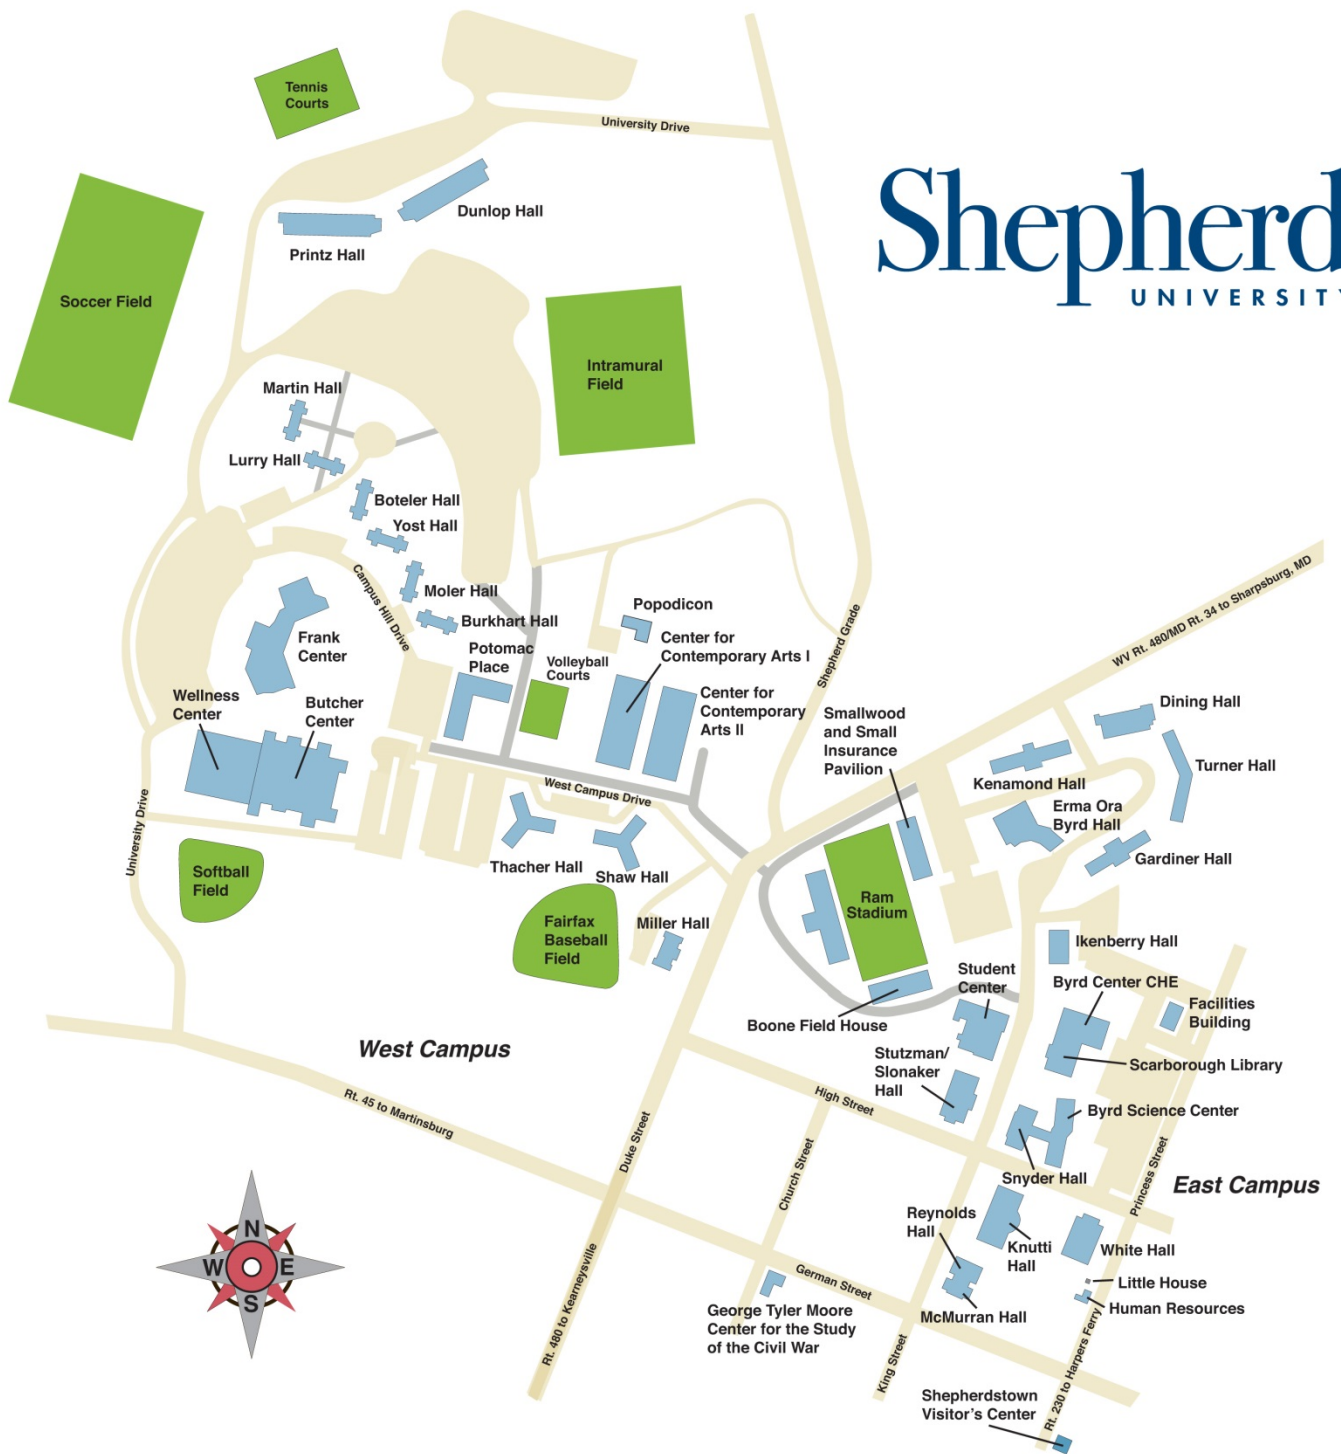 Tennis
Courts
University Drive
Shepherd
UNIVERSITY
Dunlop Hall
Printz Hall
Soccer Field
Intramural
Field
Martin Hall
Lurry Hall
Boteler Hall
Yost Hall
Campus Hill Drive
Moler Hall
Burkhart Hall
Popodicon
Shepherd Grade
WV Rt. 480/MD Rt. 34 to Sharpsburg, MD
Frank
Center
Potomac
Place
Volleyball
Courts
Center for
Contemporary Arts I
Center for
Contemporary
Arts II
Wellness
Center
Butcher
Center
Smallwood
and Small
Insurance
Pavilion
Dining Hall
Kenamond Hall
Turner Hall
Erma Ora
Byrd Hall
Gardiner Hall
University Drive
West Campus Drive
Softball
Field
Thacher Hall
Shaw Hall
Fairfax
Baseball
Field
Miller Hall
Ram
Stadium
Ikenberry Hall
Student
Center
Byrd Center CHE
Facilities
Building
Boone Field House
West Campus
Stutzman/
Slonaker
Hall
Scarborough Library
Rt. 45 to Martinsburg
High Street
Byrd Science Center
Duke Street
Church Street
Snyder Hall
Princess Street
East Campus
Reynolds
Hall
Knutti
Hall
White Hall
N
W
E
S
German Street
Little House
Human Resources
Rt. 480 to Kearneysville
George Tyler Moore
Center for the Study
of the Civil War
McMurran Hall
King Street
Rt. 230 to Harpers Ferry
Shepherdstown
Visitor's Center